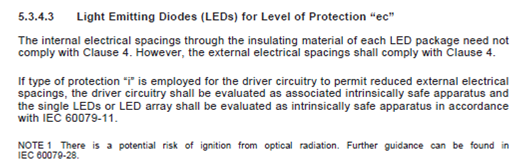 5.3.4.3 Light Emitting Diodes (LEDs) for Level of Protection “ec”
The internal electrical spacings through the insulating material of each LED package need not
comply with Clause 4. However, the external electrical spacings shall comply with Clause 4.
If type of protection “i” is employed for the driver circuitry to permit reduced external electrical
spacings, the driver circuitry shall be evaluated as associated intrinsically safe apparatus and
the single LEDs or LED array shall be evaluated as intrinsically safe apparatus in accordance
with IEC 60079-11.
NOTE 1 There is a potential risk of ignition from optical radiation. Further guidance can be found in
IEC 60079-28.